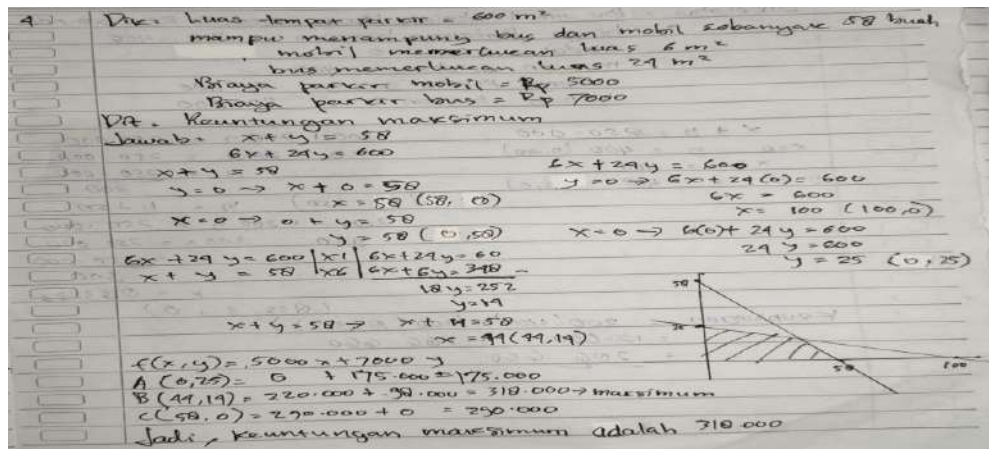 4. Dik. Luas tempat parkir = 600 m²
mampu menampung bus dan mobil sebanyak 58 buah
mobil memerlukan luas 6 m²
bus memerlukan luas 24 m²
Biaya parkir mobil = Rp 5000
Biaya parkir bus = Rp 7000
DA. Keuntungan maksimum
Jawab. x + y = 58
6x + 24y = 600
x + y = 58
y = 0 → x + 0 = 58
x = 58 (58, 0)
x = 0 → 0 + y = 58
y = 58 (0, 58)
6x + 24y = 600
y = 0 → 6x + 24(0) = 600
6x = 600
x = 100 (100,0)
x = 0 → 6(0) + 24y = 600
24y = 600
y = 25 (0, 25)
6x + 24y = 600 | x1 | 6x + 24y = 60
x + y = 58 | x6 | 6x + 6y = 348 -
18y = 252
y = 14
x + y = 58 → x + 14 = 58
x = 44 (44,14)
58
25
58
100
f(x,y) = 5000x + 7000y
A (0,25) = 0 + 175.000 = 175.000
B (44,14) = 220.000 + 98.000 = 318.000 → maksimum
C (58, 0) = 290.000 + 0 = 290.000
Jadi, keuntungan maksimum adalah 318.000